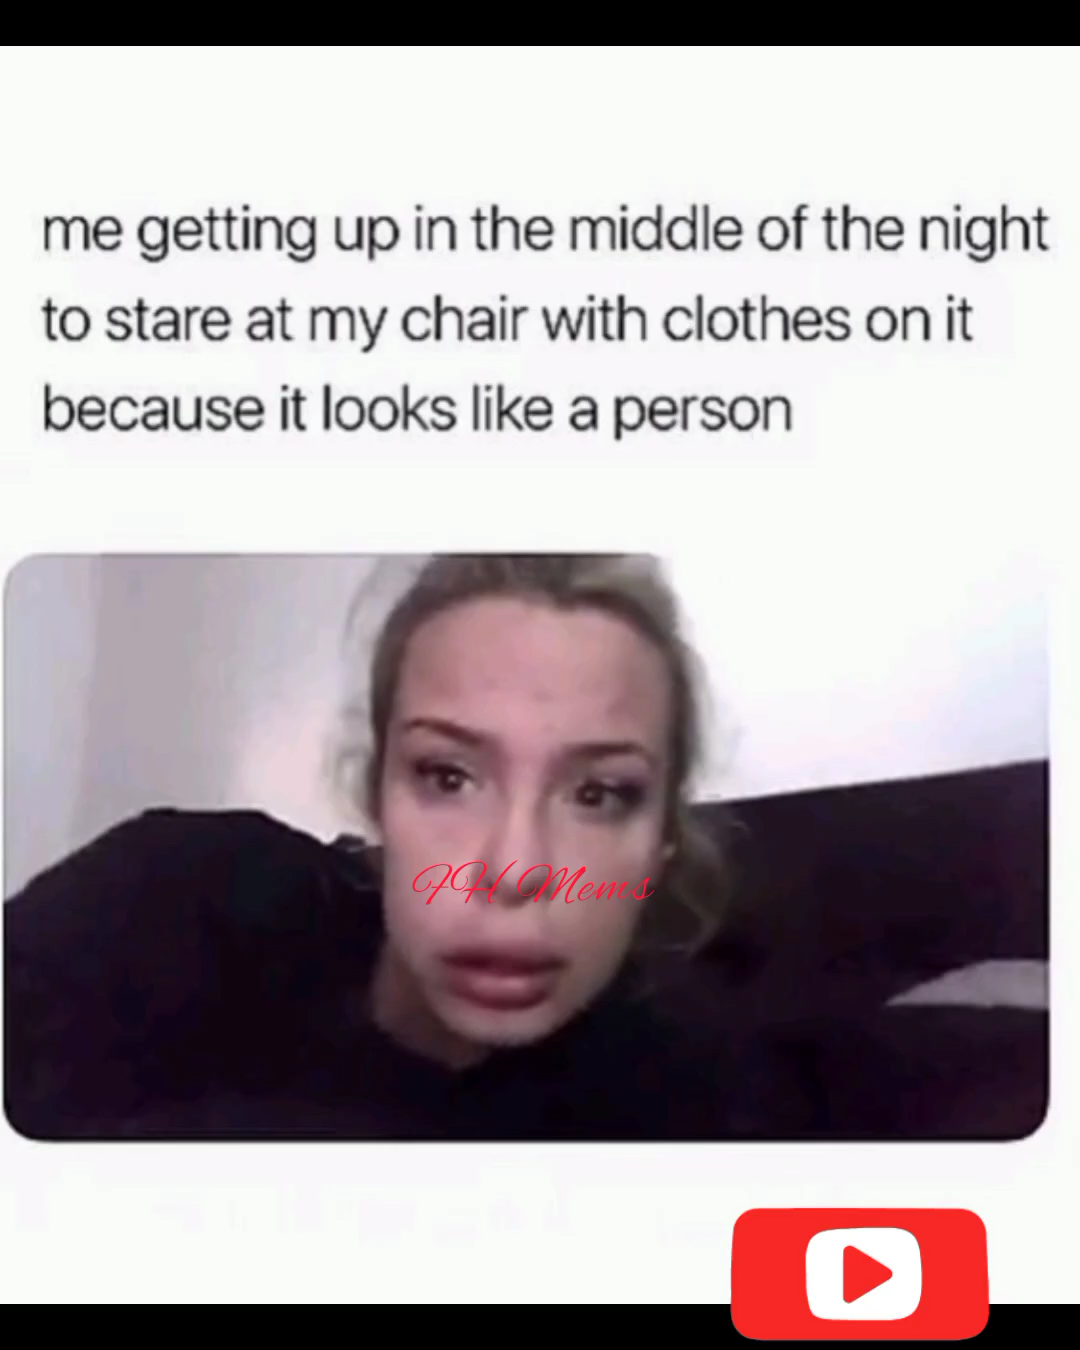 me getting up in the middle of the night
to stare at my chair with clothes on it
because it looks like a person
FH Mems